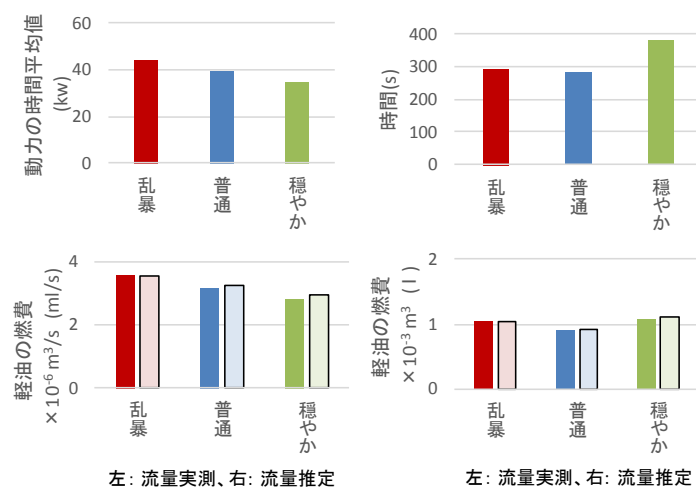 動力の時間平均値
(kw)
60
40
20
0
乱暴
普通
穏やか
時間(s)
400
300
200
100
0
乱暴
普通
穏やか
軽油の燃費
×10⁻⁶m³/s (ml/s)
4
2
0
乱暴
普通
穏やか
左: 流量実測、右: 流量推定
軽油の燃費
×10⁻³m³ (l)
2
1
0
乱暴
普通
穏やか
左: 流量実測、右: 流量推定